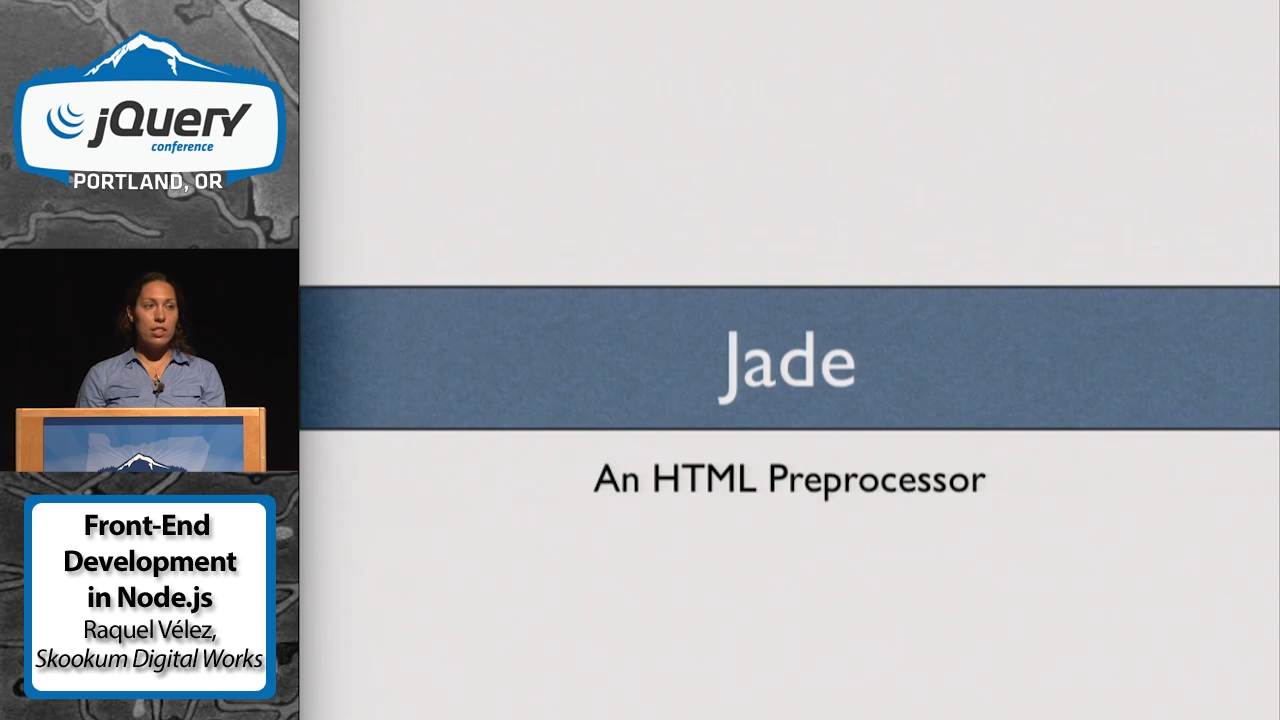 jQuery
conference
PORTLAND, OR
Front-End
Development
in Node.js
Raquel Vélez,
Skookum Digital Works
Jade
An HTML Preprocessor